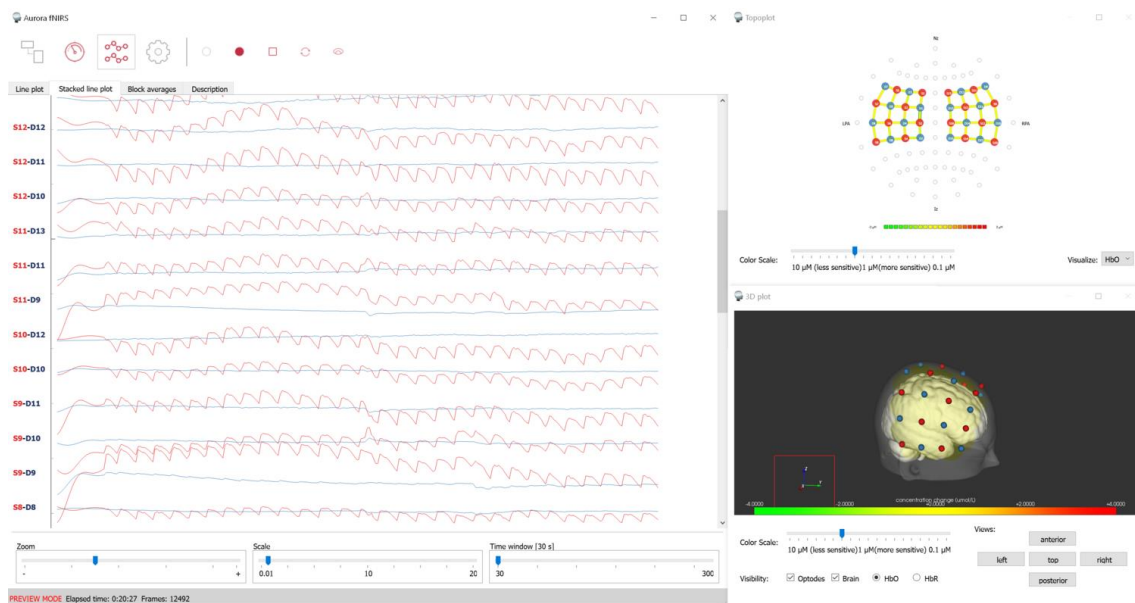 Aurora fNIRS
Line plot Stacked line plot Block averages Description
S12-D12
S12-D11
S12-D10
S11-D13
S11-D11
S11-D9
S10-D12
S10-D10
S9-D11
S9-D10
S9-D9
S8-D8
Zoom
- +
Scale
0.01 10 20
Time window [30 s]
30 300
PREVIEW MODE Elapsed time: 0:20:27 Frames: 12492
Topoplot
LPA RPA
Color Scale:
10 µM (less sensitive)1 µM(more sensitive) 0.1 µM
Visualize: HbO
3D plot
concentration change (umol/L)
-4.0000 -2.0000 +0.0000 +2.0000 +4.0000
Color Scale:
10 µM (less sensitive)1 µM(more sensitive) 0.1 µM
Views:
anterior
left top right
posterior
Visibility: Optodes Brain HbO HbR